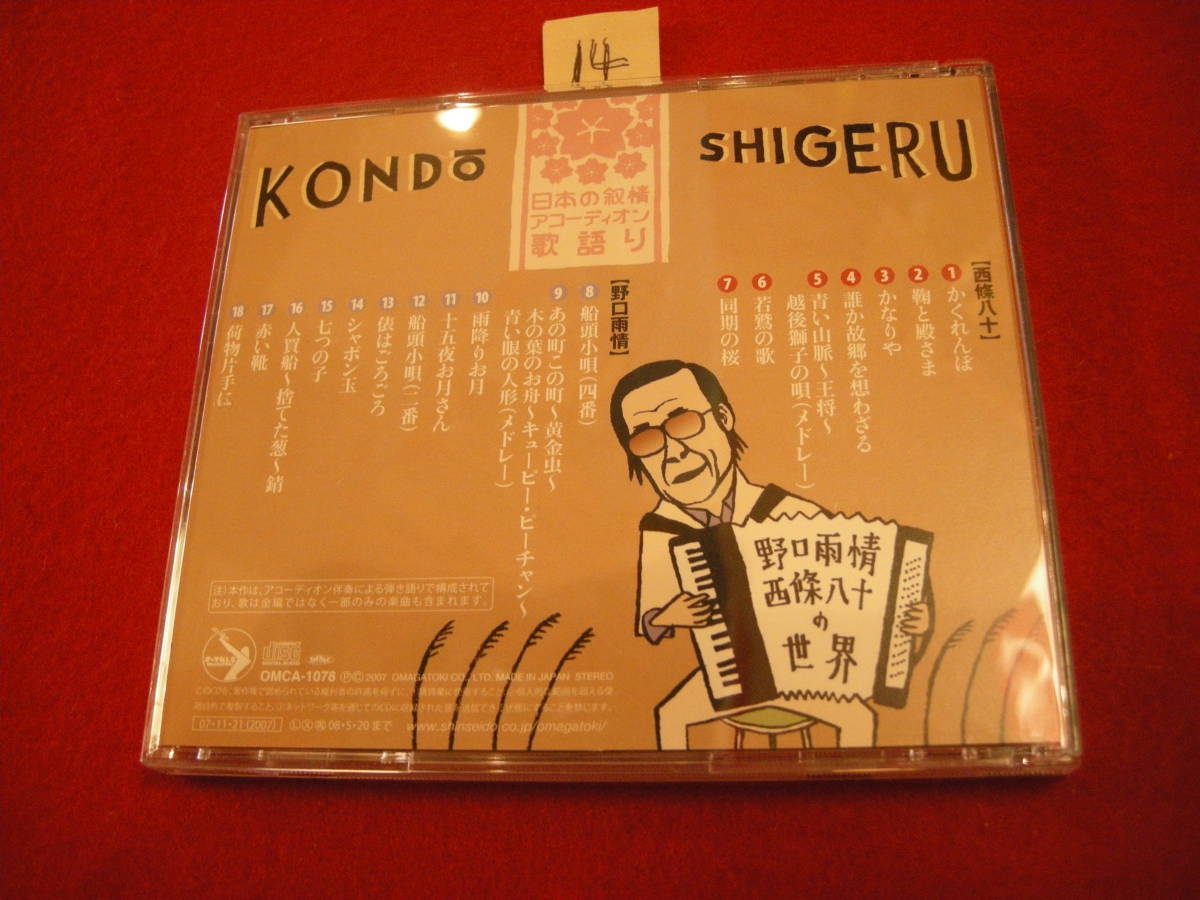 14
KONDō
SHIGERU
日本の叙情
アコーディオン
歌語り
【西條八十】
1 かくれんぼ
2 鞠と殿さま
3 かなりや
4 誰か故郷を想わざる
5 青い山脈～王将～
越後獅子の唄(メドレー)
6 若鷲の歌
7 同期の桜
【野口雨情】
8 船頭小唄(四番)
9 あの町この町～黄金虫～
木の葉のお舟～キューピー・ピーチャン～
青い眼の人形(メドレー)
10 雨降りお月
11 十五夜お月さん
12 船頭小唄(二番)
13 俵はごろごろ
14 シャボン玉
15 七つの子
16 人買船～捨てた葱～錆
17 赤い靴
18 荷物片手に
野口雨情
西條八十
の
世界
注)本作は、アコーディオン伴奏による弾き語りで構成されて
おり、歌は全編ではなく一部のみの楽曲も含まれます。
disc
OMCA-1078 ℗©2007 OMAGATOKI CO., LTD. MADE IN JAPAN STEREO
07・11・21(2007)
08・5・20まで
www.shinseido.co.jp/omagatoki/